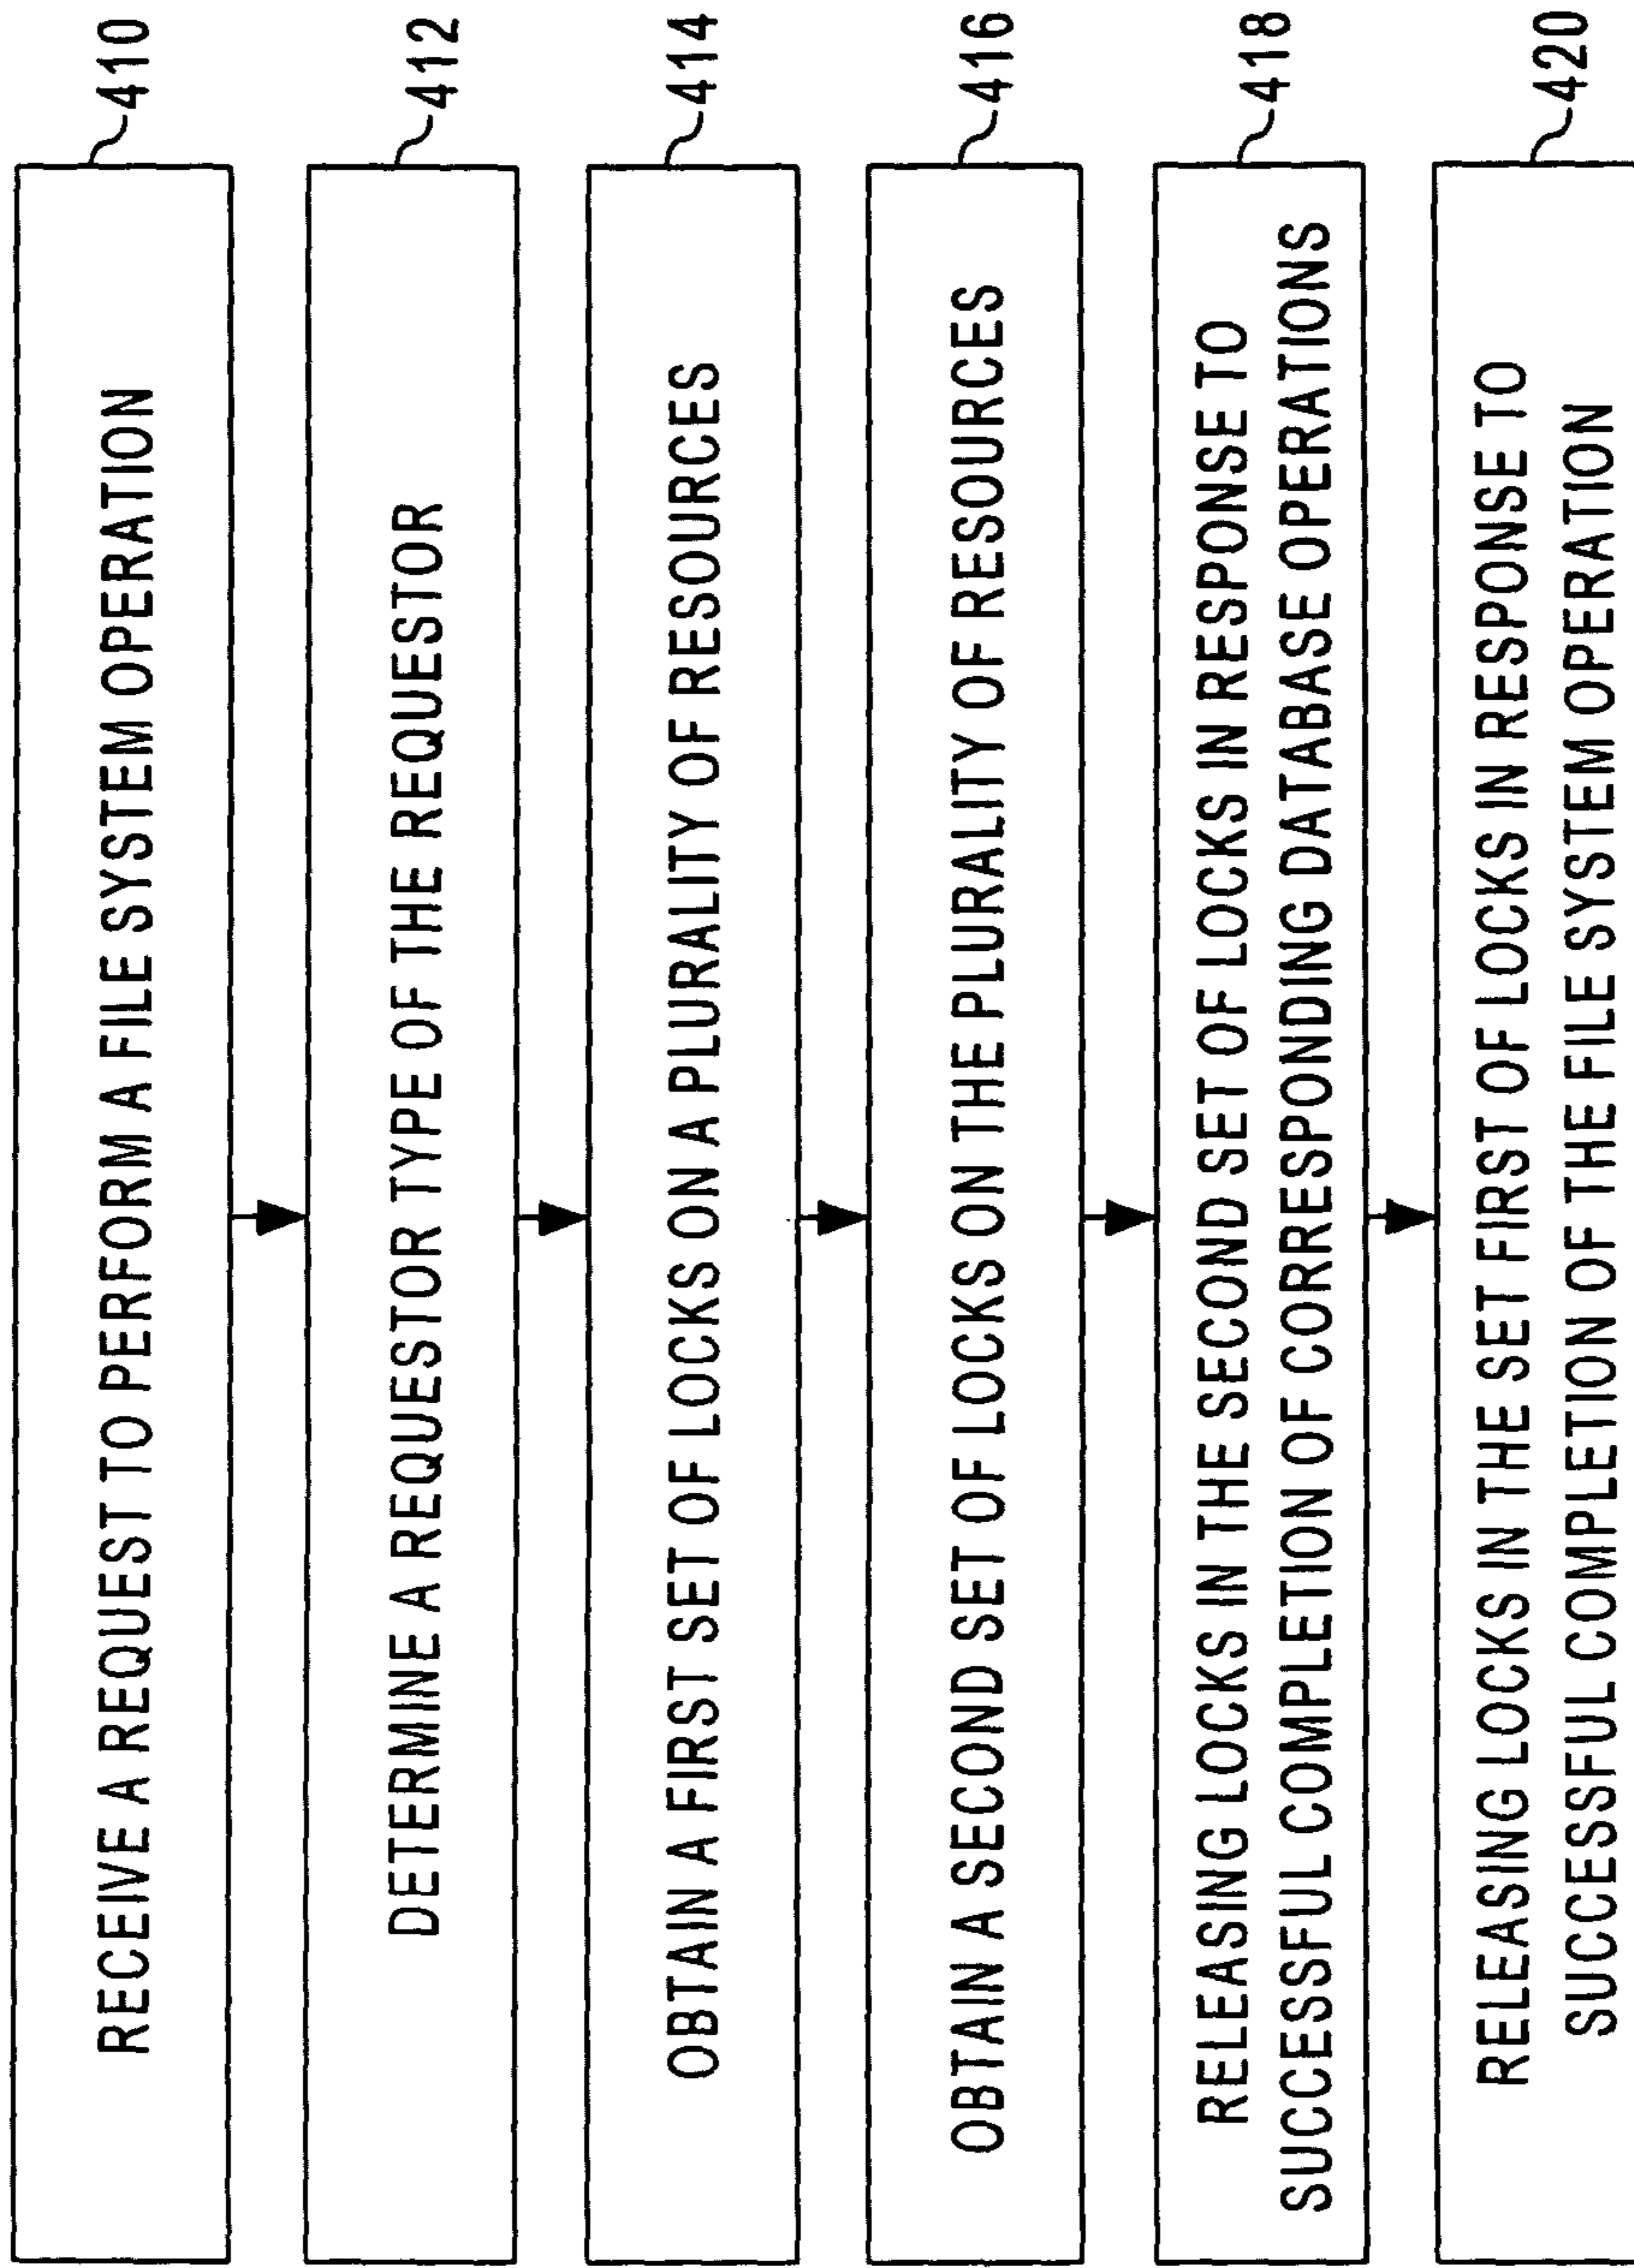 RECEIVE A REQUEST TO PERFORM A FILE SYSTEM OPERATION
410
DETERMINE A REQUESTOR TYPE OF THE REQUESTOR
412
OBTAIN A FIRST SET OF LOCKS ON A PLURALITY OF RESOURCES
414
OBTAIN A SECOND SET OF LOCKS ON THE PLURALITY OF RESOURCES
416
RELEASING LOCKS IN THE SECOND SET OF LOCKS IN RESPONSE TO
SUCCESSFUL COMPLETION OF CORRESPONDING DATABASE OPERATIONS
418
RELEASING LOCKS IN THE SET FIRST OF LOCKS IN RESPONSE TO
SUCCESSFUL COMPLETION OF THE FILE SYSTEM OPERATION
420